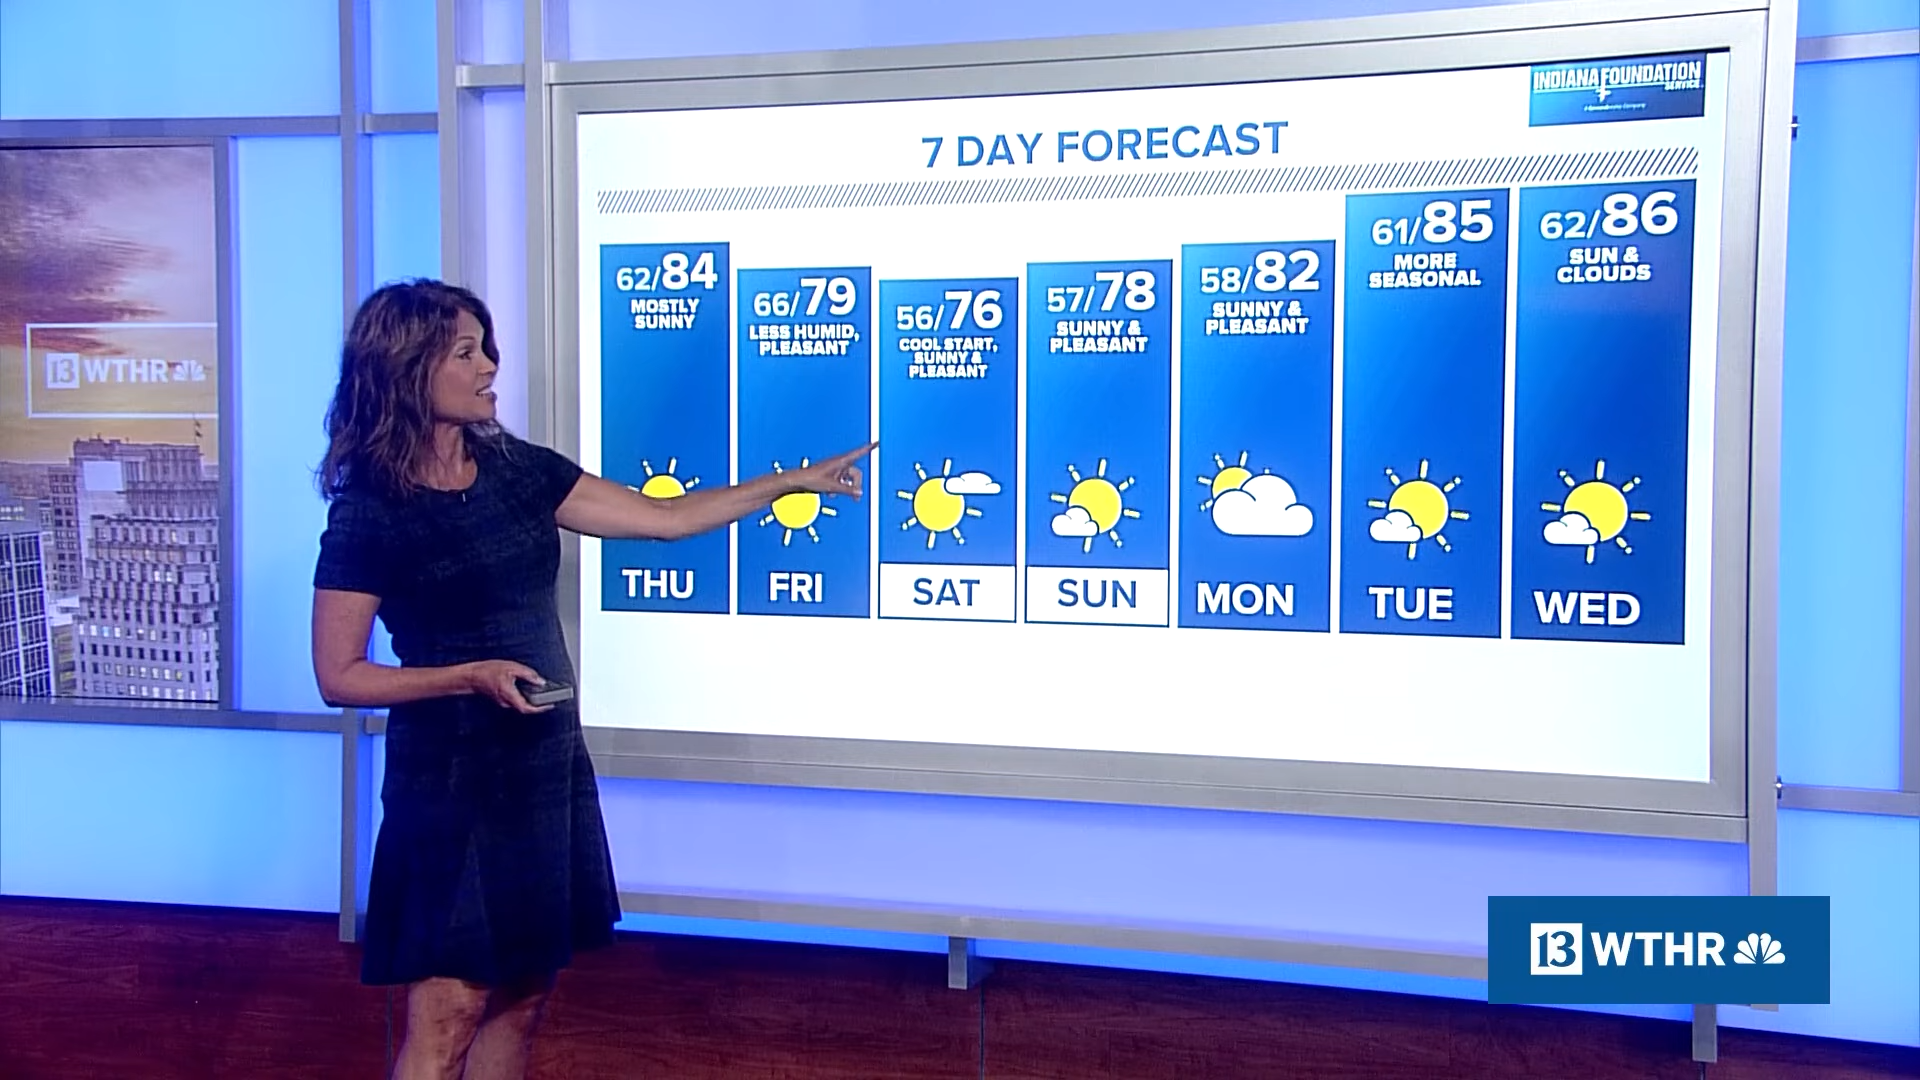 INDIANA FOUNDATION
SERVICE
7 DAY FORECAST
62/84
MOSTLY
SUNNY
THU
66/79
LESS HUMID,
PLEASANT
FRI
56/76
COOL START,
SUNNY &
PLEASANT
SAT
57/78
SUNNY &
PLEASANT
SUN
58/82
SUNNY &
PLEASANT
MON
61/85
MORE
SEASONAL
TUE
62/86
SUN &
CLOUDS
WED
13 WTHR
13 WTHR